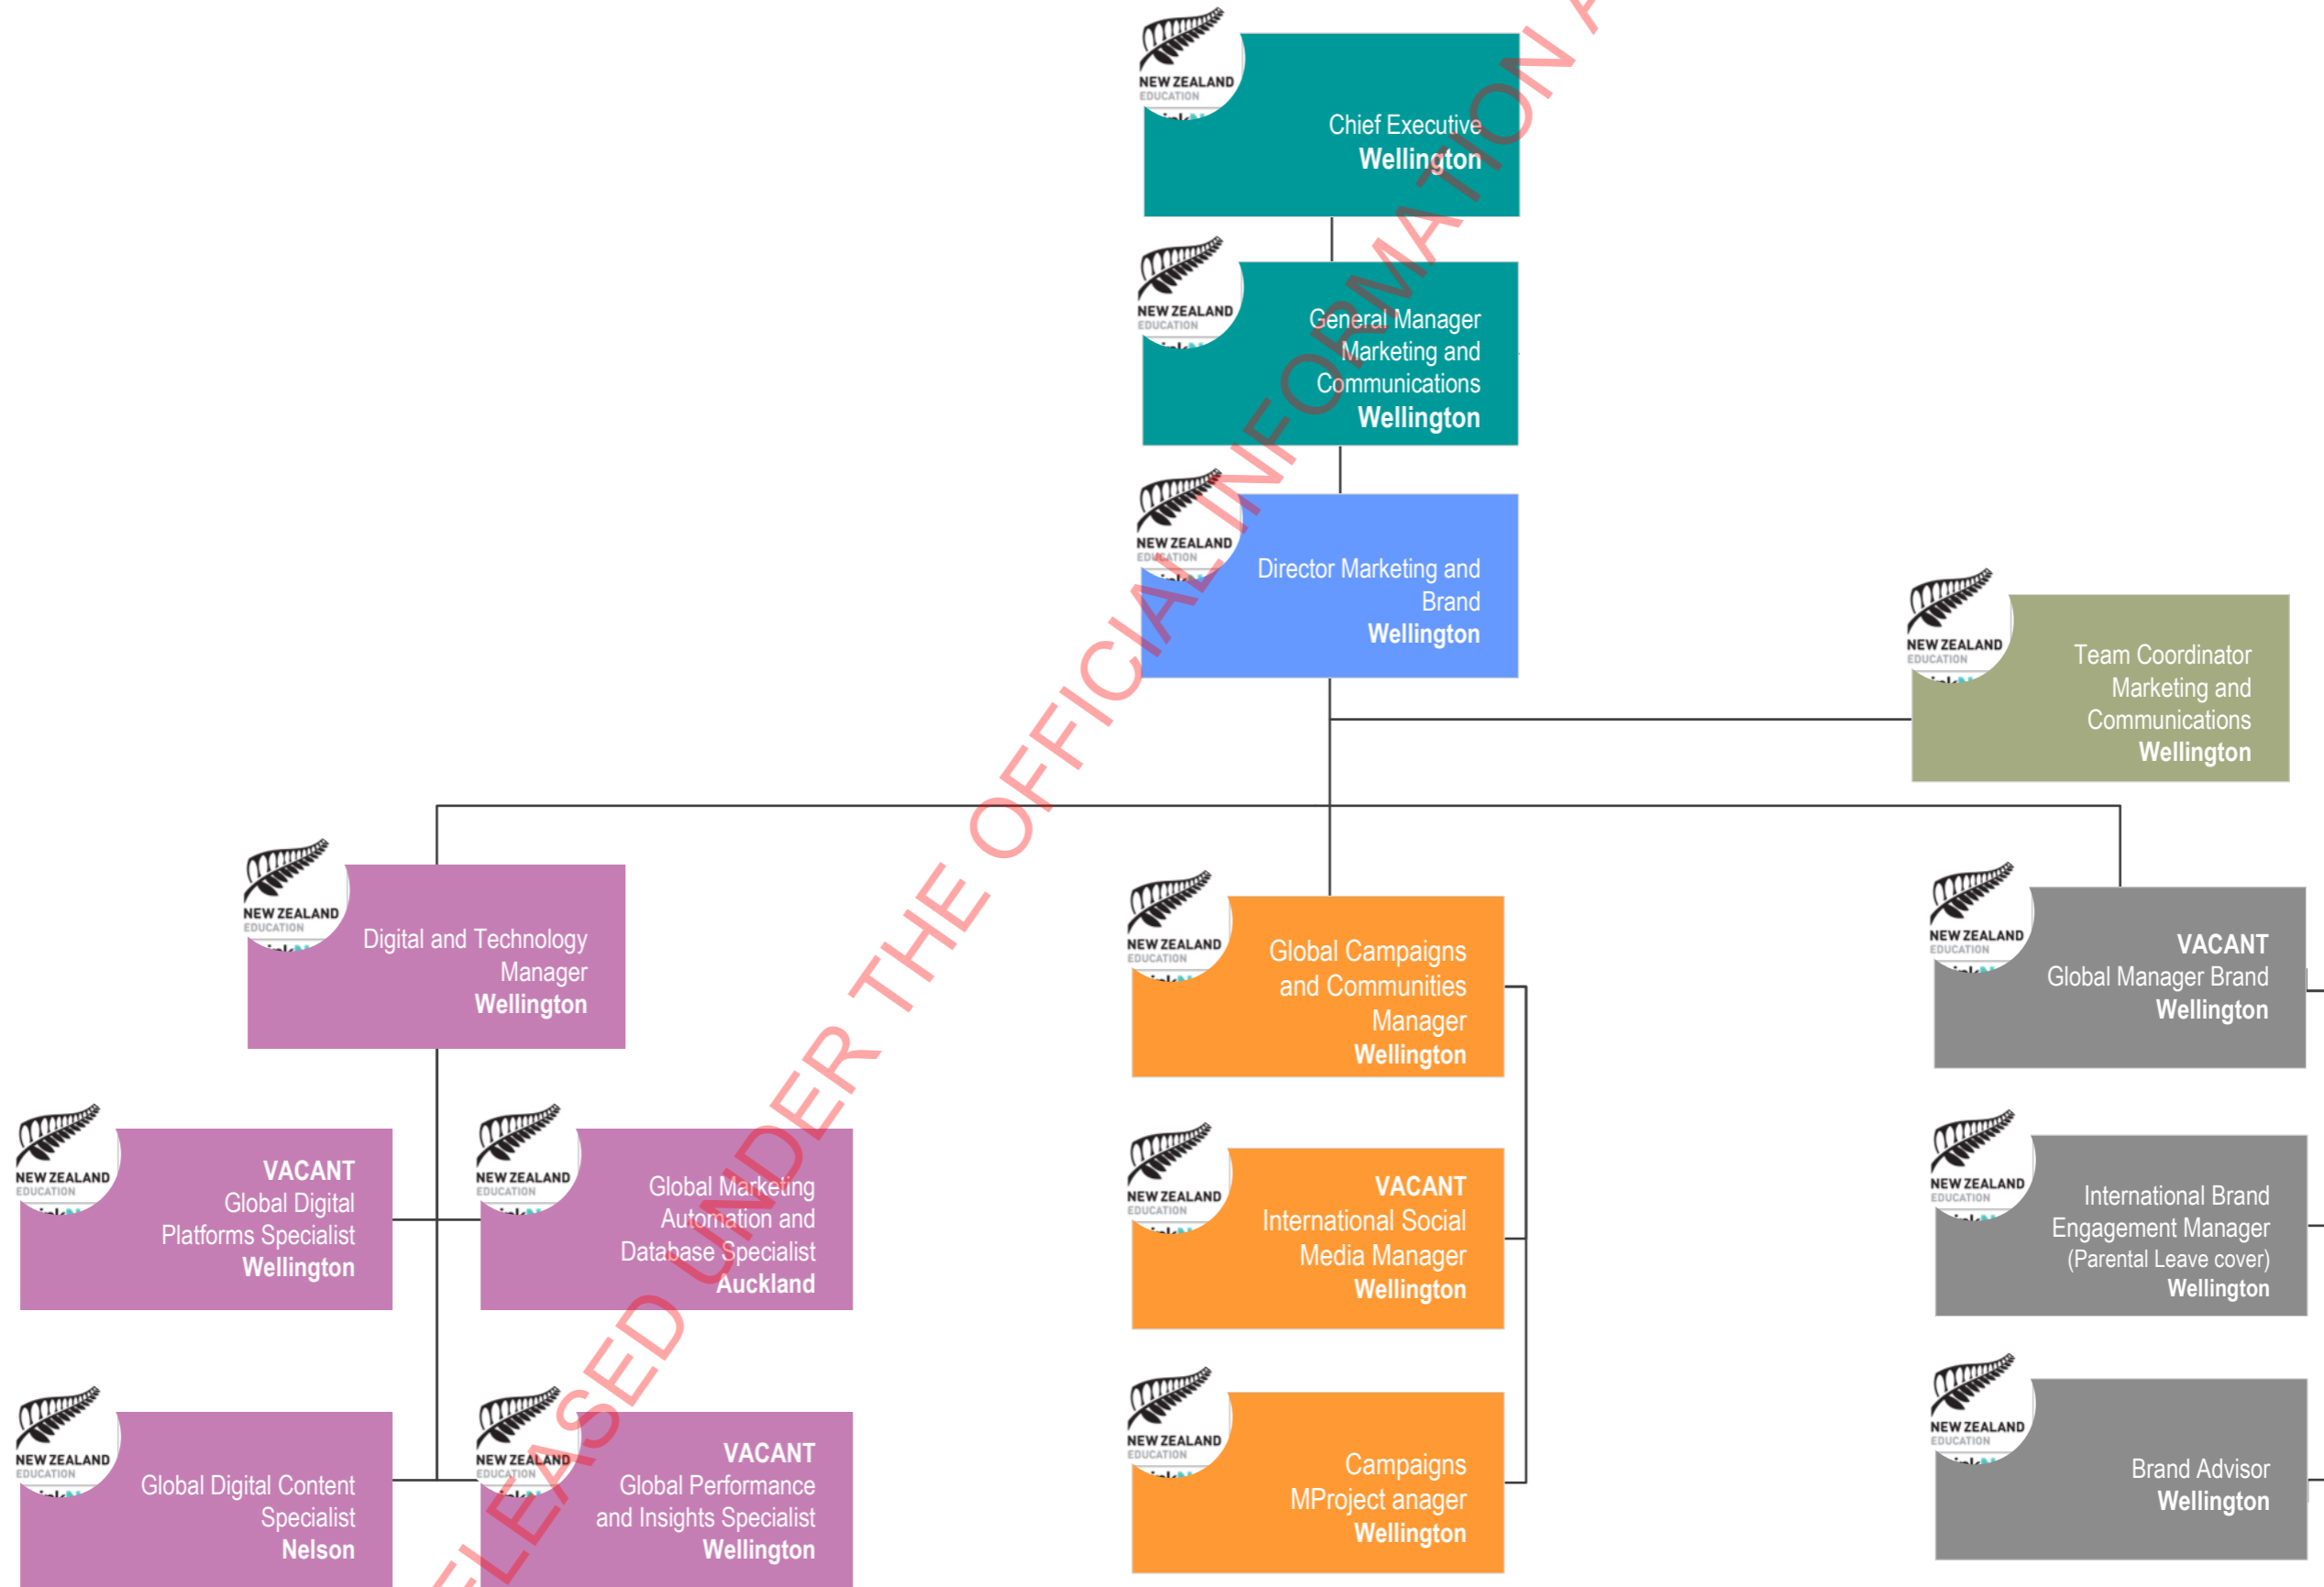 NEW ZEALAND
EDUCATION
Chief Executive
Wellington
NEW ZEALAND
EDUCATION
General Manager
Marketing and
Communications
Wellington
NEW ZEALAND
EDUCATION
Director Marketing and
Brand
Wellington
NEW ZEALAND
EDUCATION
Team Coordinator
Marketing and
Communications
Wellington
NEW ZEALAND
EDUCATION
Digital and Technology
Manager
Wellington
NEW ZEALAND
EDUCATION
Global Campaigns
and Communities
Manager
Wellington
NEW ZEALAND
EDUCATION
VACANT
Global Manager Brand
Wellington
NEW ZEALAND
EDUCATION
VACANT
Global Digital
Platforms Specialist
Wellington
NEW ZEALAND
EDUCATION
Global Marketing
Automation and
Database Specialist
Auckland
NEW ZEALAND
EDUCATION
VACANT
International Social
Media Manager
Wellington
NEW ZEALAND
EDUCATION
International Brand
Engagement Manager
(Parental Leave cover)
Wellington
NEW ZEALAND
EDUCATION
Global Digital Content
Specialist
Nelson
NEW ZEALAND
EDUCATION
VACANT
Global Performance
and Insights Specialist
Wellington
NEW ZEALAND
EDUCATION
Campaigns
MProject anager
Wellington
NEW ZEALAND
EDUCATION
Brand Advisor
Wellington
ELEASED UNDER THE OFFICIAL INFORMATION A